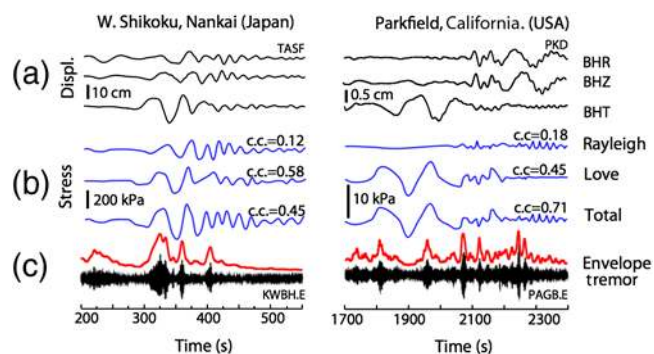 W. Shikoku, Nankai (Japan)
Parkfield, California. (USA)
(a)
Displ.
TASF
10 cm
PKD
0.5 cm
BHR
BHZ
BHT
(b)
Stress
c.c=0.12
c.c.=0.58
c.c.=0.45
200 kPa
c.c=0.18
c.c=0.45
c.c=0.71
10 kPa
Rayleigh
Love
Total
(c)
KWBH.E
PAGB.E
Envelope
tremor
200 300 400 500
1700 1900 2100 2300
Time (s)
Time (s)